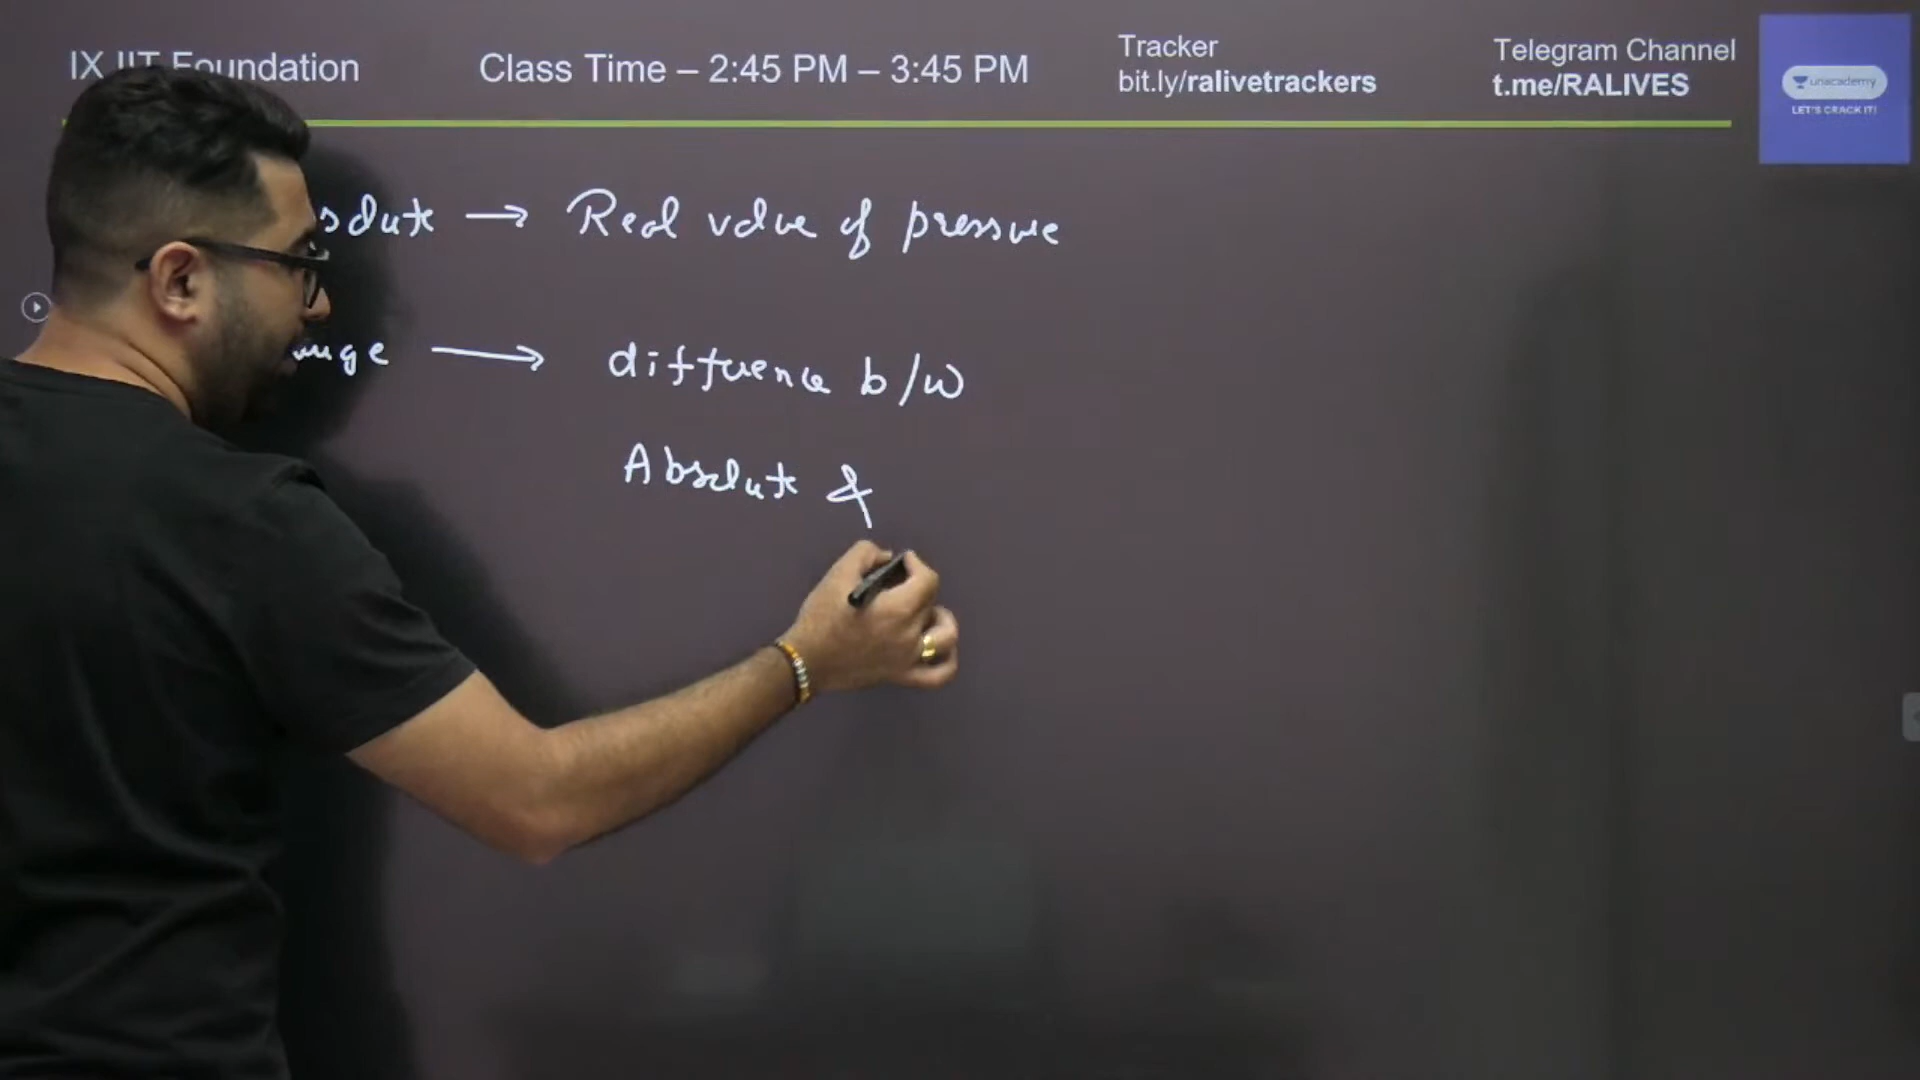 IX IIT Foundation
Class Time – 2:45 PM – 3:45 PM
Tracker
bit.ly/ralivetrackers
Telegram Channel
t.me/RALIVES
unacademy
LET'S CRACK IT!
→ Real value of pressure
→ difference b/w
Absolute &